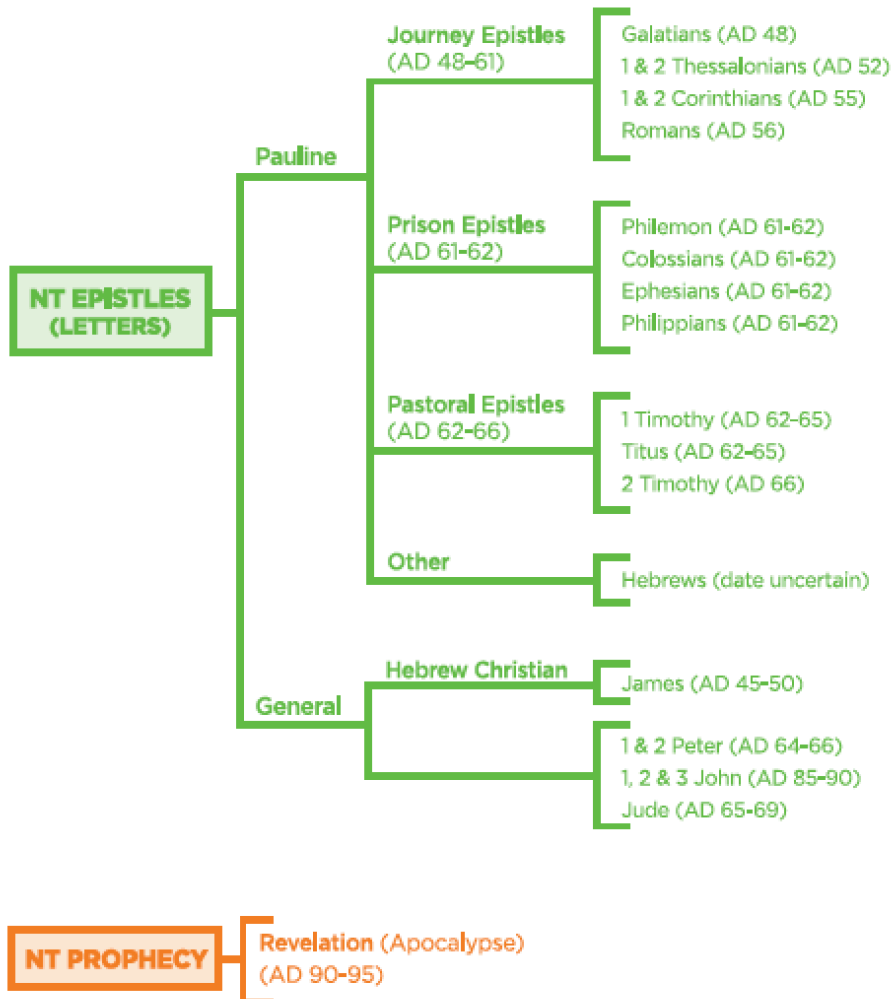 Journey Epistles
(AD 48-61)
Galatians (AD 48)
1 & 2 Thessalonians (AD 52)
1 & 2 Corinthians (AD 55)
Romans (AD 56)
Pauline
Prison Epistles
(AD 61-62)
Philemon (AD 61-62)
Colossians (AD 61-62)
Ephesians (AD 61-62)
Philippians (AD 61-62)
NT EPISTLES
(LETTERS)
Pastoral Epistles
(AD 62-66)
1 Timothy (AD 62-65)
Titus (AD 62-65)
2 Timothy (AD 66)
Other
Hebrews (date uncertain)
Hebrew Christian
James (AD 45-50)
General
1 & 2 Peter (AD 64-66)
1, 2 & 3 John (AD 85-90)
Jude (AD 65-69)
NT PROPHECY
Revelation (Apocalypse)
(AD 90-95)